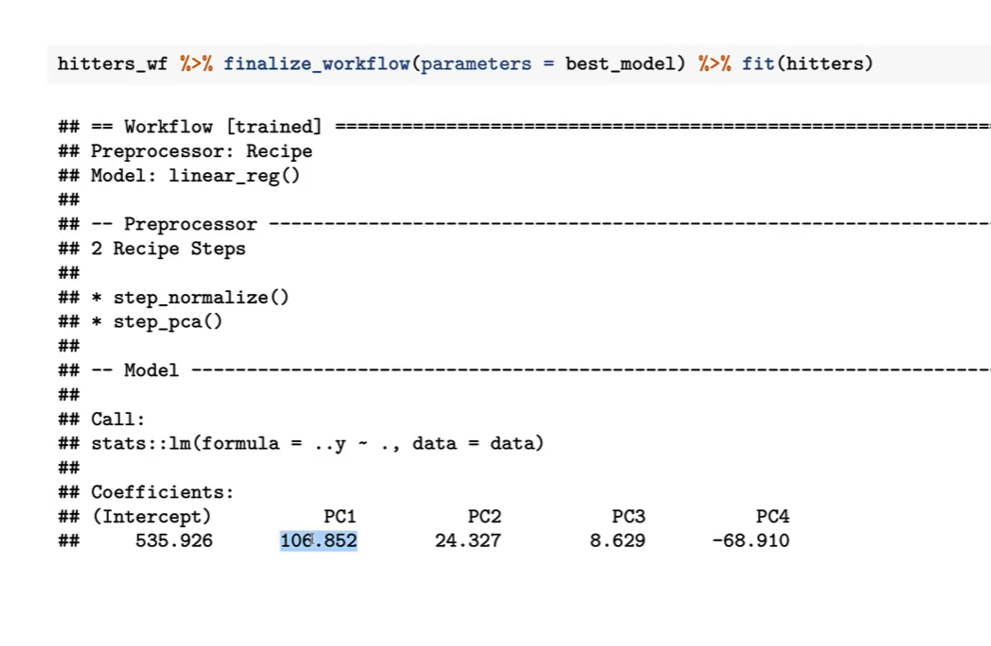 hitters_wf %>% finalize_workflow(parameters = best_model) %>% fit(hitters)
## == Workflow [trained] ============================================================
## Preprocessor: Recipe
## Model: linear_reg()
##
## -- Preprocessor ------------------------------------------------------------------
## 2 Recipe Steps
##
## * step_normalize()
## * step_pca()
##
## -- Model -------------------------------------------------------------------------
##
## Call:
## stats::lm(formula = ..y ~ ., data = data)
##
## Coefficients:
## (Intercept) PC1 PC2 PC3 PC4
## 535.926 106.852 24.327 8.629 -68.910